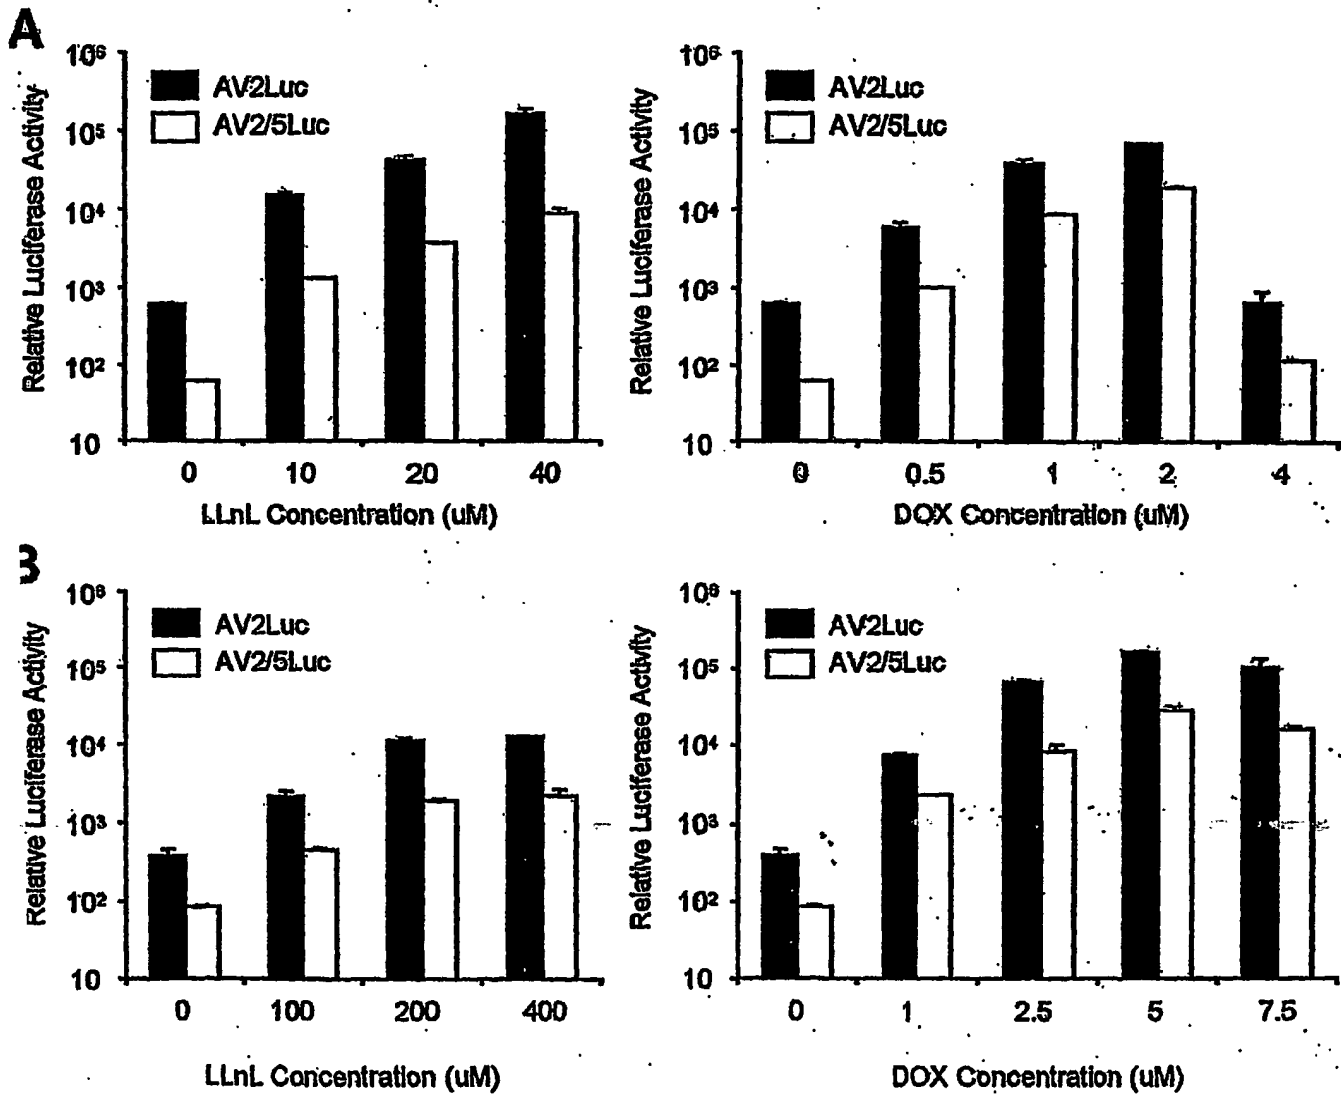 A
10⁶
10⁵
10⁴
10³
10²
10
Relative Luciferase Activity
AV2Luc
AV2/5Luc
0 10 20 40
LLnL Concentration (uM)
10⁶
10⁵
10⁴
10³
10²
10
Relative Luciferase Activity
AV2Luc
AV2/5Luc
0 0.5 1 2 4
DOX Concentration (uM)
10⁶
10⁵
10⁴
10³
10²
10
Relative Luciferase Activity
AV2Luc
AV2/5Luc
0 100 200 400
LLnL Concentration (uM)
10⁶
10⁵
10⁴
10³
10²
10
Relative Luciferase Activity
AV2Luc
AV2/5Luc
0 1 2.5 5 7.5
DOX Concentration (uM)